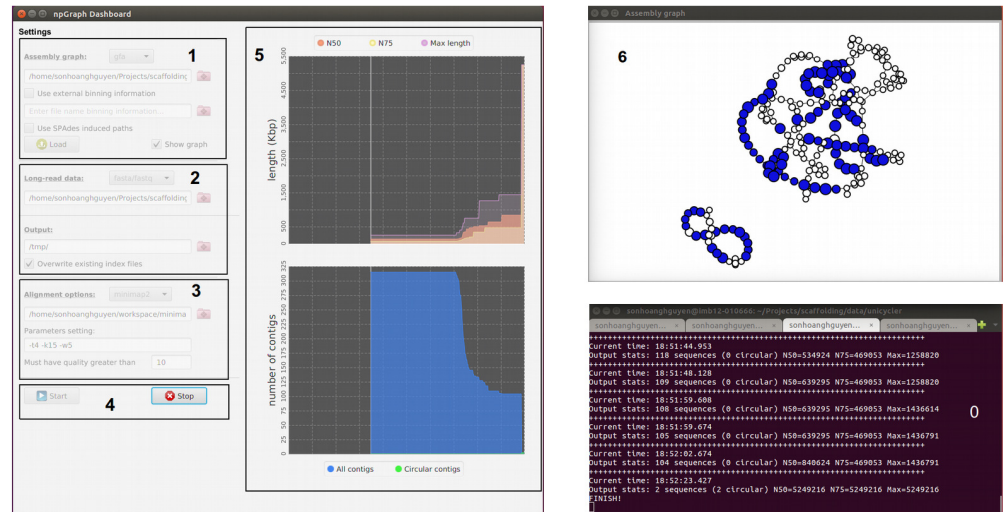 npGraph Dashboard
Settings
1
Assembly graph:
gfa
/home/sonhoanghguyen/Projects/scaffolding
Use external binning information
Enter file name binning information...
Use SPAdes induced paths
Load
Show graph
2
Long-read data:
fasta/fastq
/home/sonhoanghguyen/Projects/scaffolding
Output:
/tmp/
Overwrite existing index files
3
Alignment options:
minimap2
/home/sonhoanghguyen/workspace/minima
Parameters setting:
-t4 -k15 -w5
Must have quality greater than
10
Start
4
Stop
5
N50
N75
Max length
length (Kbp)
5,500
4,500
3,500
2,500
1,500
500
0
number of contigs
325
300
275
250
225
200
175
150
125
100
75
50
25
0
All contigs
Circular contigs
Assembly graph
6
sonhoanghguyen@imb12-010666: ~/Projects/scaffolding/data/unicycler
sonhoanghguyen... × sonhoanghguyen... × sonhoanghguyen... × sonhoanghguyen... ×
++++++++++++++++++++++++++++++++++++++++++++++++++++++++
Current time: 18:51:44.953
Output stats: 118 sequences (0 circular) N50=534924 N75=469053 Max=1258820
++++++++++++++++++++++++++++++++++++++++++++++++++++++++
Current time: 18:51:48.128
Output stats: 109 sequences (0 circular) N50=639295 N75=469053 Max=1258820
++++++++++++++++++++++++++++++++++++++++++++++++++++++++
Current time: 18:51:59.608
Output stats: 108 sequences (0 circular) N50=639295 N75=469053 Max=1436614
++++++++++++++++++++++++++++++++++++++++++++++++++++++++
Current time: 18:51:59.674
Output stats: 105 sequences (0 circular) N50=639295 N75=469053 Max=1436791
++++++++++++++++++++++++++++++++++++++++++++++++++++++++
Current time: 18:52:02.674
Output stats: 104 sequences (0 circular) N50=840624 N75=469053 Max=1436791
++++++++++++++++++++++++++++++++++++++++++++++++++++++++
Current time: 18:52:23.427
Output stats: 2 sequences (2 circular) N50=5249216 N75=5249216 Max=5249216
FINISH!
0